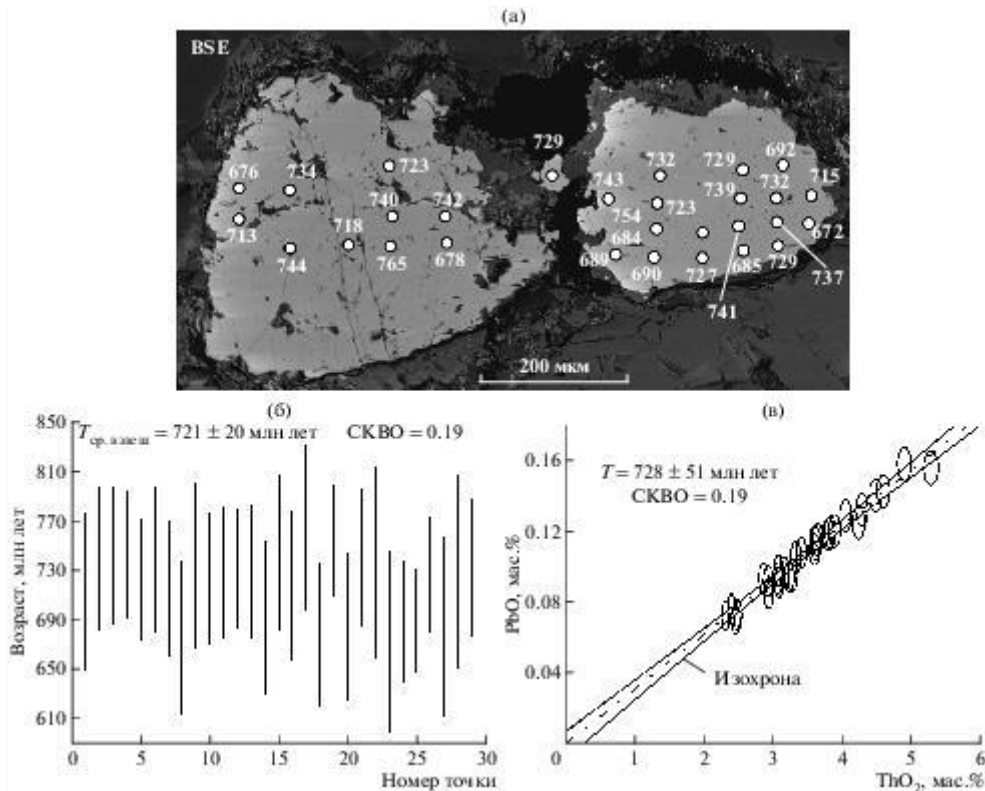 (а)
BSE
729
676 734 723
740 742
713 718
744 765 678
743 732 729 692
754 723 739 732 715
684 672
689 690 727 685 729 737
741
200 мкм
(б)
850
810
770
730
690
650
610
Возраст, млн лет
Tср. взвеш = 721 ± 20 млн лет СКВО = 0.19
0 5 10 15 20 25 30
Номер точки
(в)
0.16
0.12
0.08
0.04
PbO, мас.%
T = 728 ± 51 млн лет
СКВО = 0.19
Изохрона
0 1 2 3 4 5 6
ThO₂, мас.%